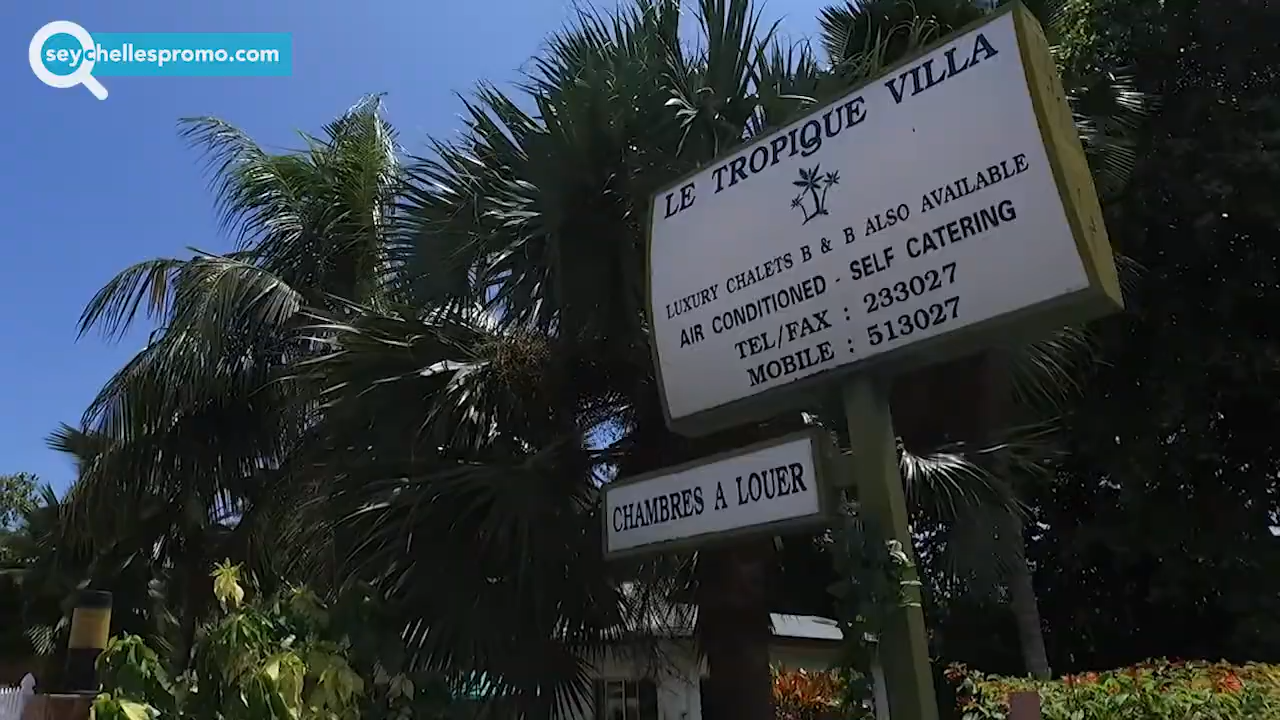 seychellespromo.com
LE TROPIQUE VILLA
LUXURY CHALETS B & B ALSO AVAILABLE
AIR CONDITIONED - SELF CATERING
TEL/FAX : 233027
MOBILE : 513027
CHAMBRES A LOUER